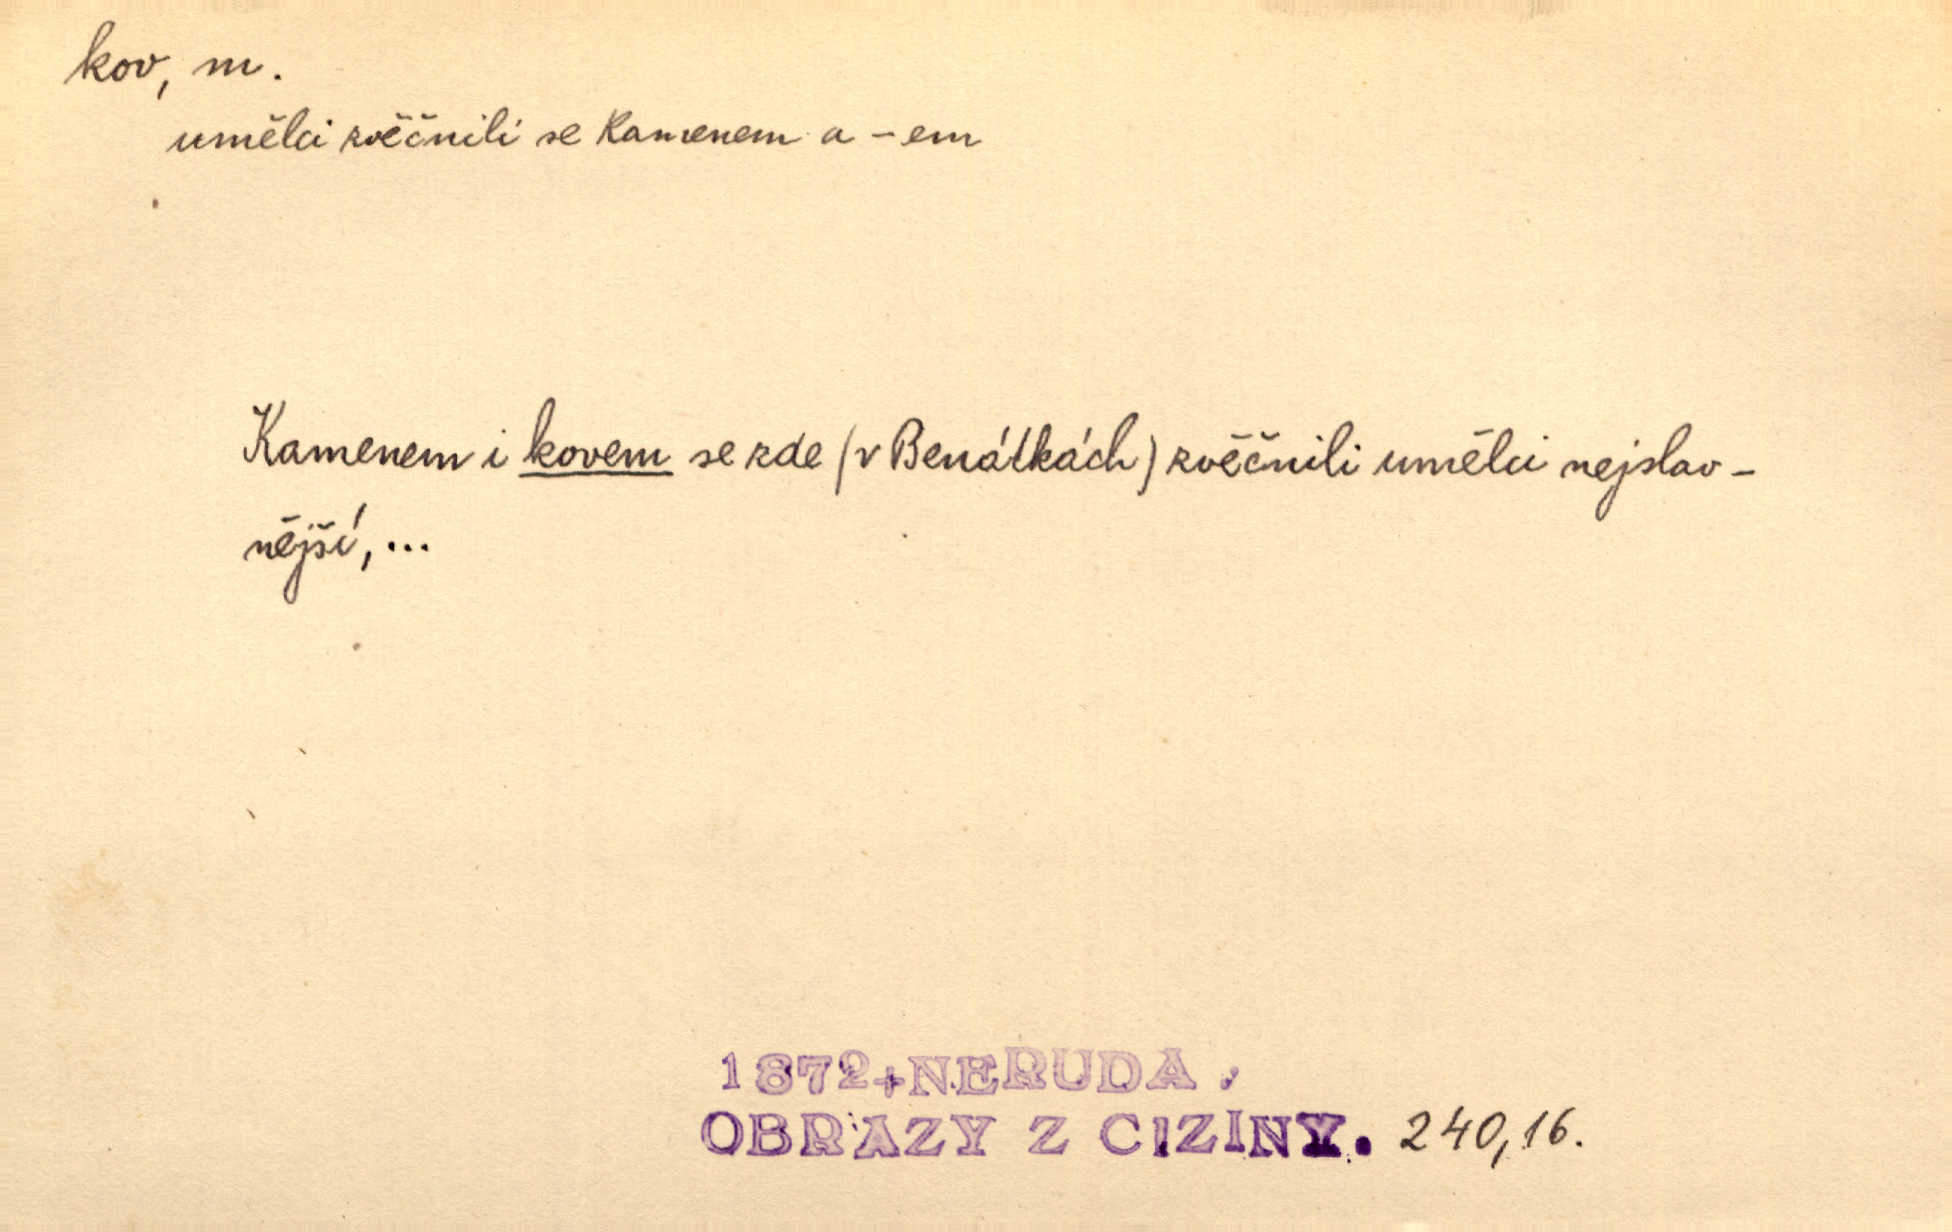 kov, m.
umělci zvěčnili se kamenem a -em
Kamenem i kovem se zde (v Benátkách) zvěčnili umělci nejslav-
nější, ...
1872+NERUDA,
OBRAZY Z CIZINY. 240,16.